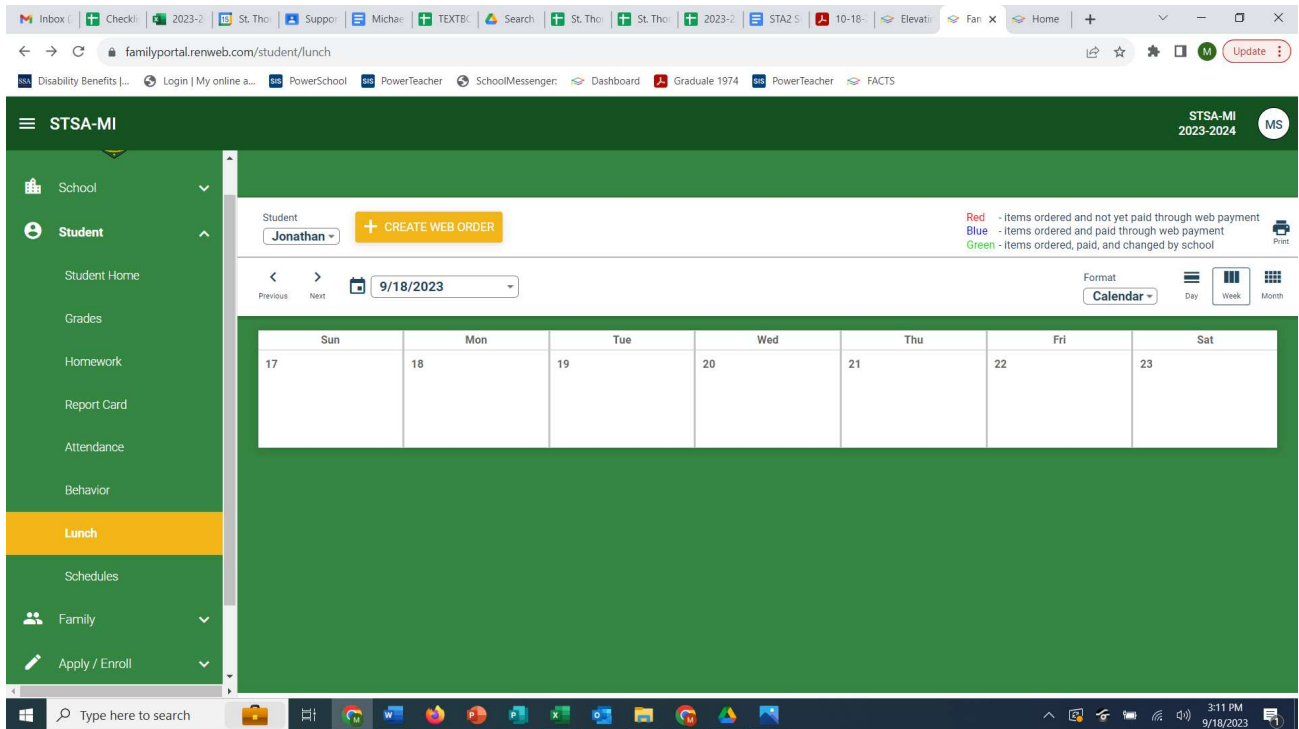 Inbox (
Checkli
2023-2
St. Tho
Suppor
Michae
TEXTBC
Search
St. Tho
St. Tho
2023-2
STA2 S
10-18-
Elevatin
Fan
Home
familyportal.renweb.com/student/lunch
M
Update
SSA Disability Benefits |...
Login | My online a...
SIS PowerSchool
SIS PowerTeacher
SchoolMessenger:
Dashboard
Graduale 1974
SIS PowerTeacher
FACTS
STSA-MI
STSA-MI
2023-2024
MS
School
Student
Student Home
Grades
Homework
Report Card
Attendance
Behavior
Lunch
Schedules
Family
Apply / Enroll
Student
Jonathan
+ CREATE WEB ORDER
Red - items ordered and not yet paid through web payment
Blue - items ordered and paid through web payment
Green - items ordered, paid, and changed by school
Print
Previous
Next
9/18/2023
Format
Calendar
Day
Week
Month
Sun Mon Tue Wed Thu Fri Sat
17 18 19 20 21 22 23
Type here to search
3:11 PM
9/18/2023